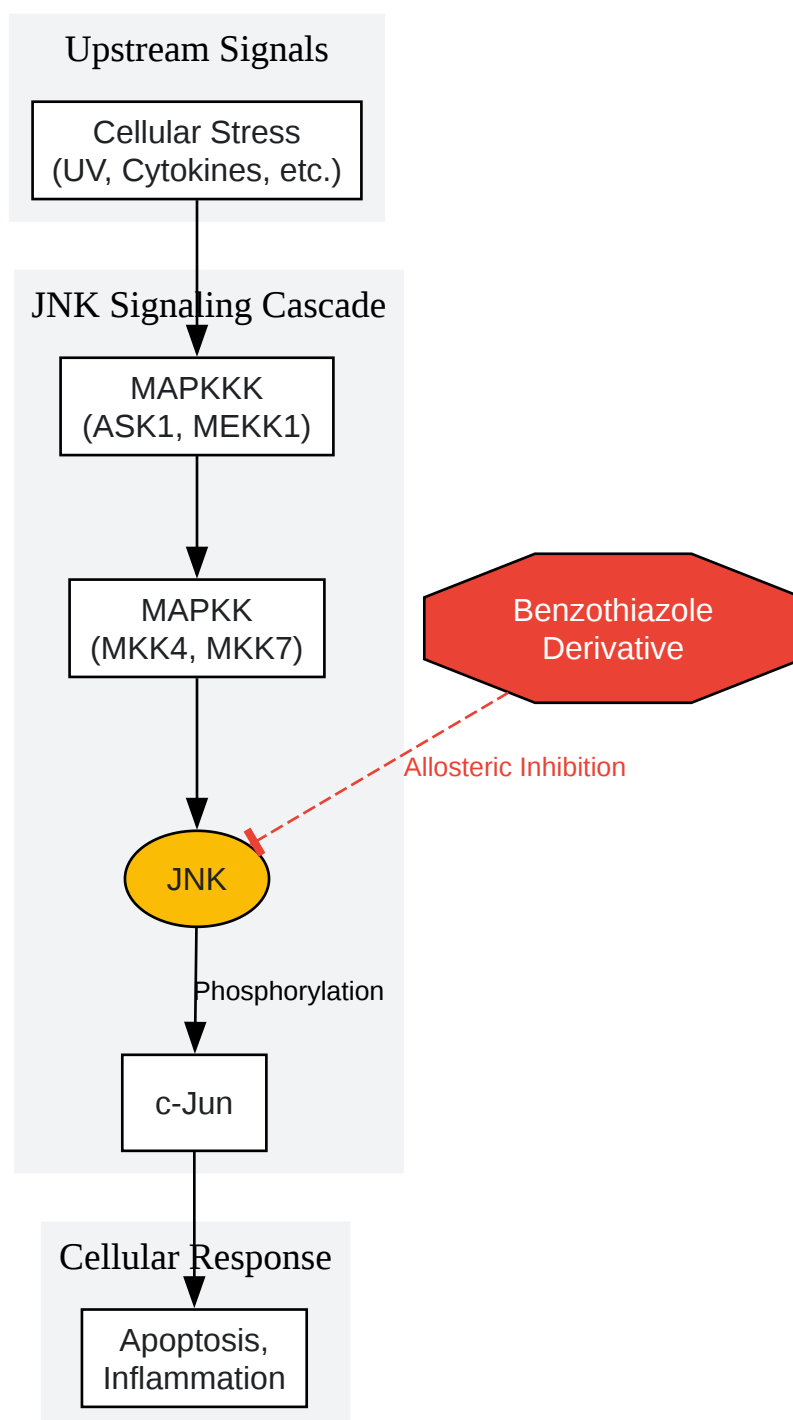 Upstream Signals
Cellular Stress
(UV, Cytokines, etc.)
JNK Signaling Cascade
MAPKKK
(ASK1, MEKK1)
MAPKK
(MKK4, MKK7)
Benzothiazole
Derivative
Allosteric Inhibition
JNK
Phosphorylation
c-Jun
Cellular Response
Apoptosis,
Inflammation